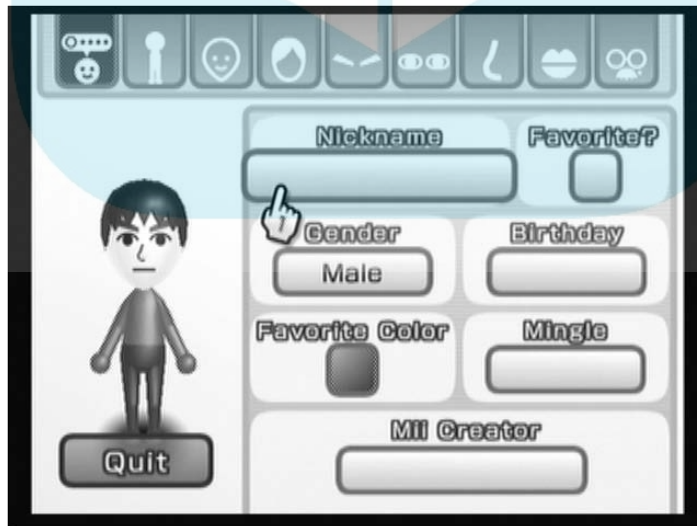 Nickname
Favorite?
Gender
Birthday
Male
Favorite Color
Mingle
Mii Creator
Quit